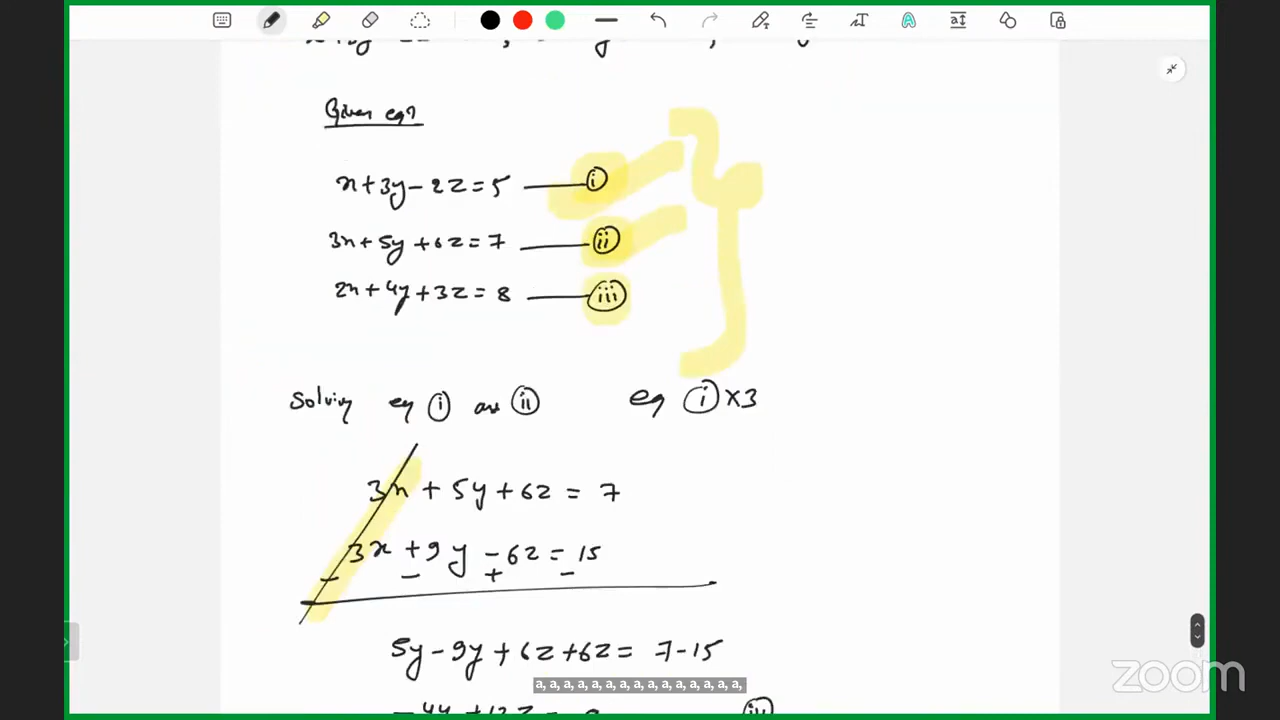 Given eqn
x+3y-2z=5 — (i)
3x+5y+6z=7 — (ii)
2x+4y+3z=8 — (iii)
Solving eq (i) and (ii) eq (i) ×3
3x + 5y + 6z = 7
3x + 9y - 6z = 15
- - + -
5y - 9y + 6z + 6z = 7 - 15
a, a, a, a, a, a, a, a, a, a, a, a, a, a, a,
zoom